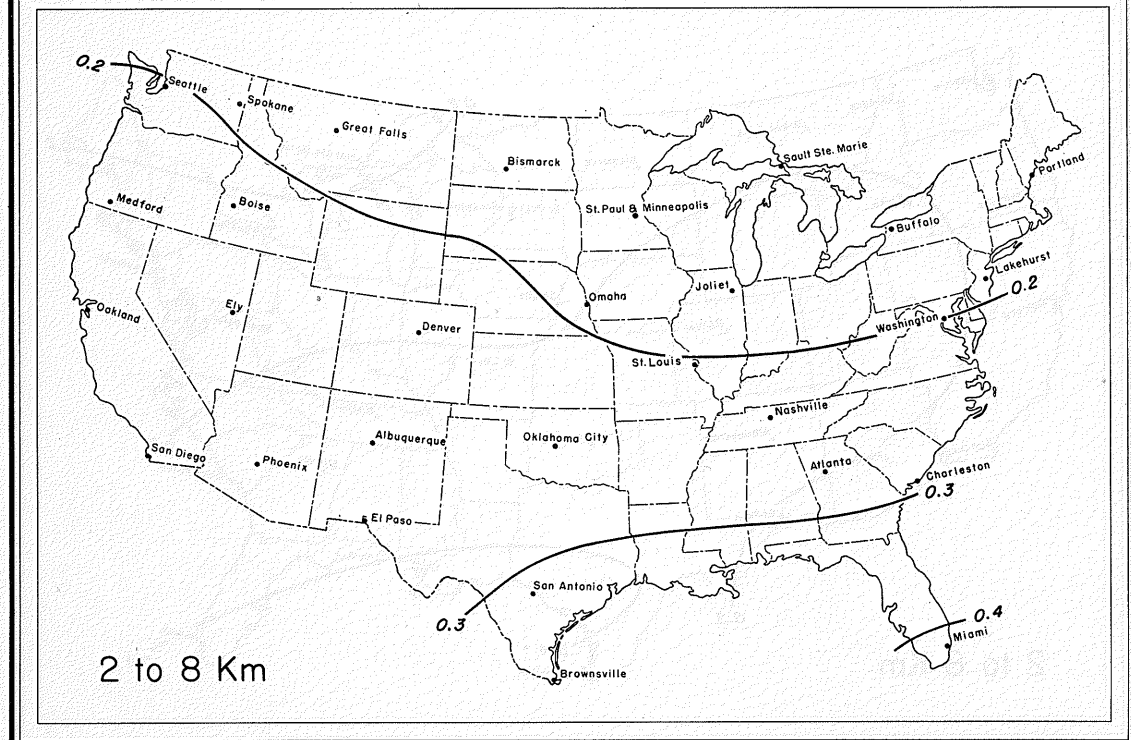 0.2
Seattle
Spokane
Great Falls
Bismarck
Sault Ste. Marie
Portland
Medford
Boise
St. Paul & Minneapolis
Buffalo
Lakehurst
0.2
Oakland
Ely
Denver
Omaha
Joliet
Washington
St. Louis
Nashville
San Diego
Phoenix
Albuquerque
Oklahoma City
Atlanta
Charleston
0.3
El Paso
San Antonio
0.3
0.4
Miami
Brownsville
2 to 8 Km